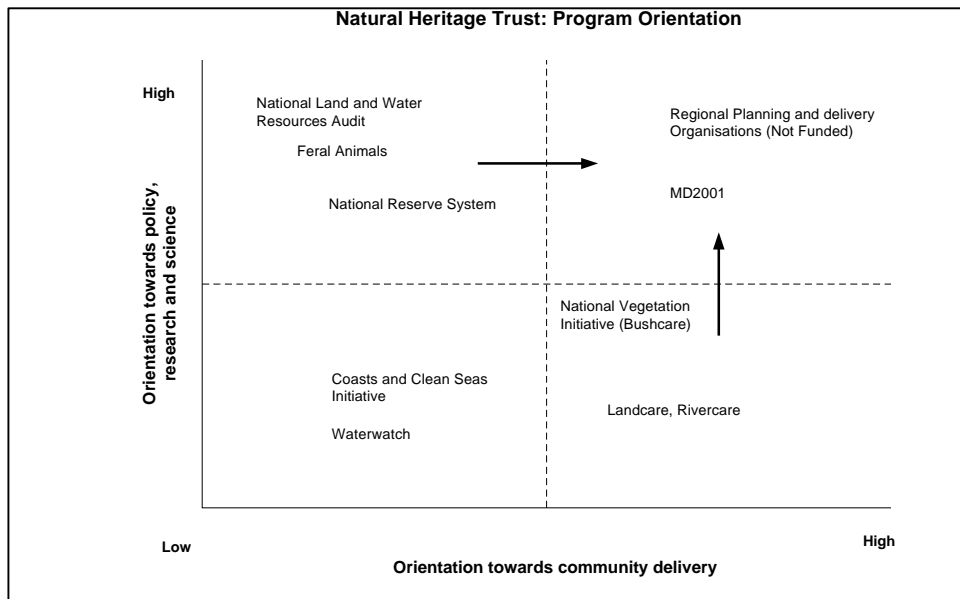 Natural Heritage Trust: Program Orientation
High
Orientation towards policy,
research and science
National Land and Water
Resources Audit
Feral Animals
National Reserve System
Regional Planning and delivery
Organisations (Not Funded)
MD2001
National Vegetation
Initiative (Bushcare)
Coasts and Clean Seas
Initiative
Waterwatch
Landcare, Rivercare
Low
High
Orientation towards community delivery